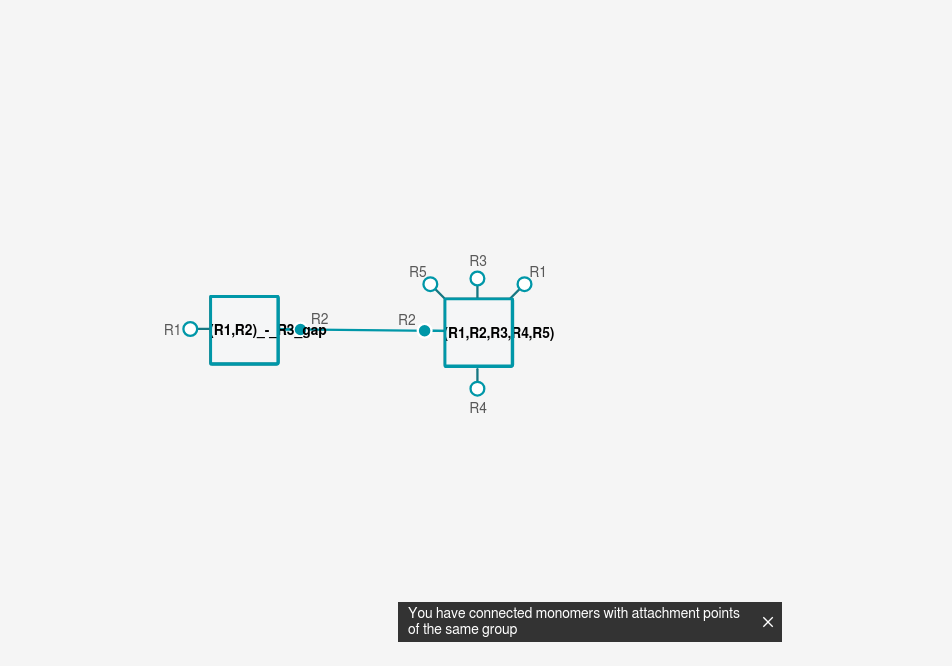 R5
R3
R1
R1
(R1,R2)_-_R3_gap
R2
R2
(R1,R2,R3,R4,R5)
R4
You have connected monomers with attachment points
of the same group